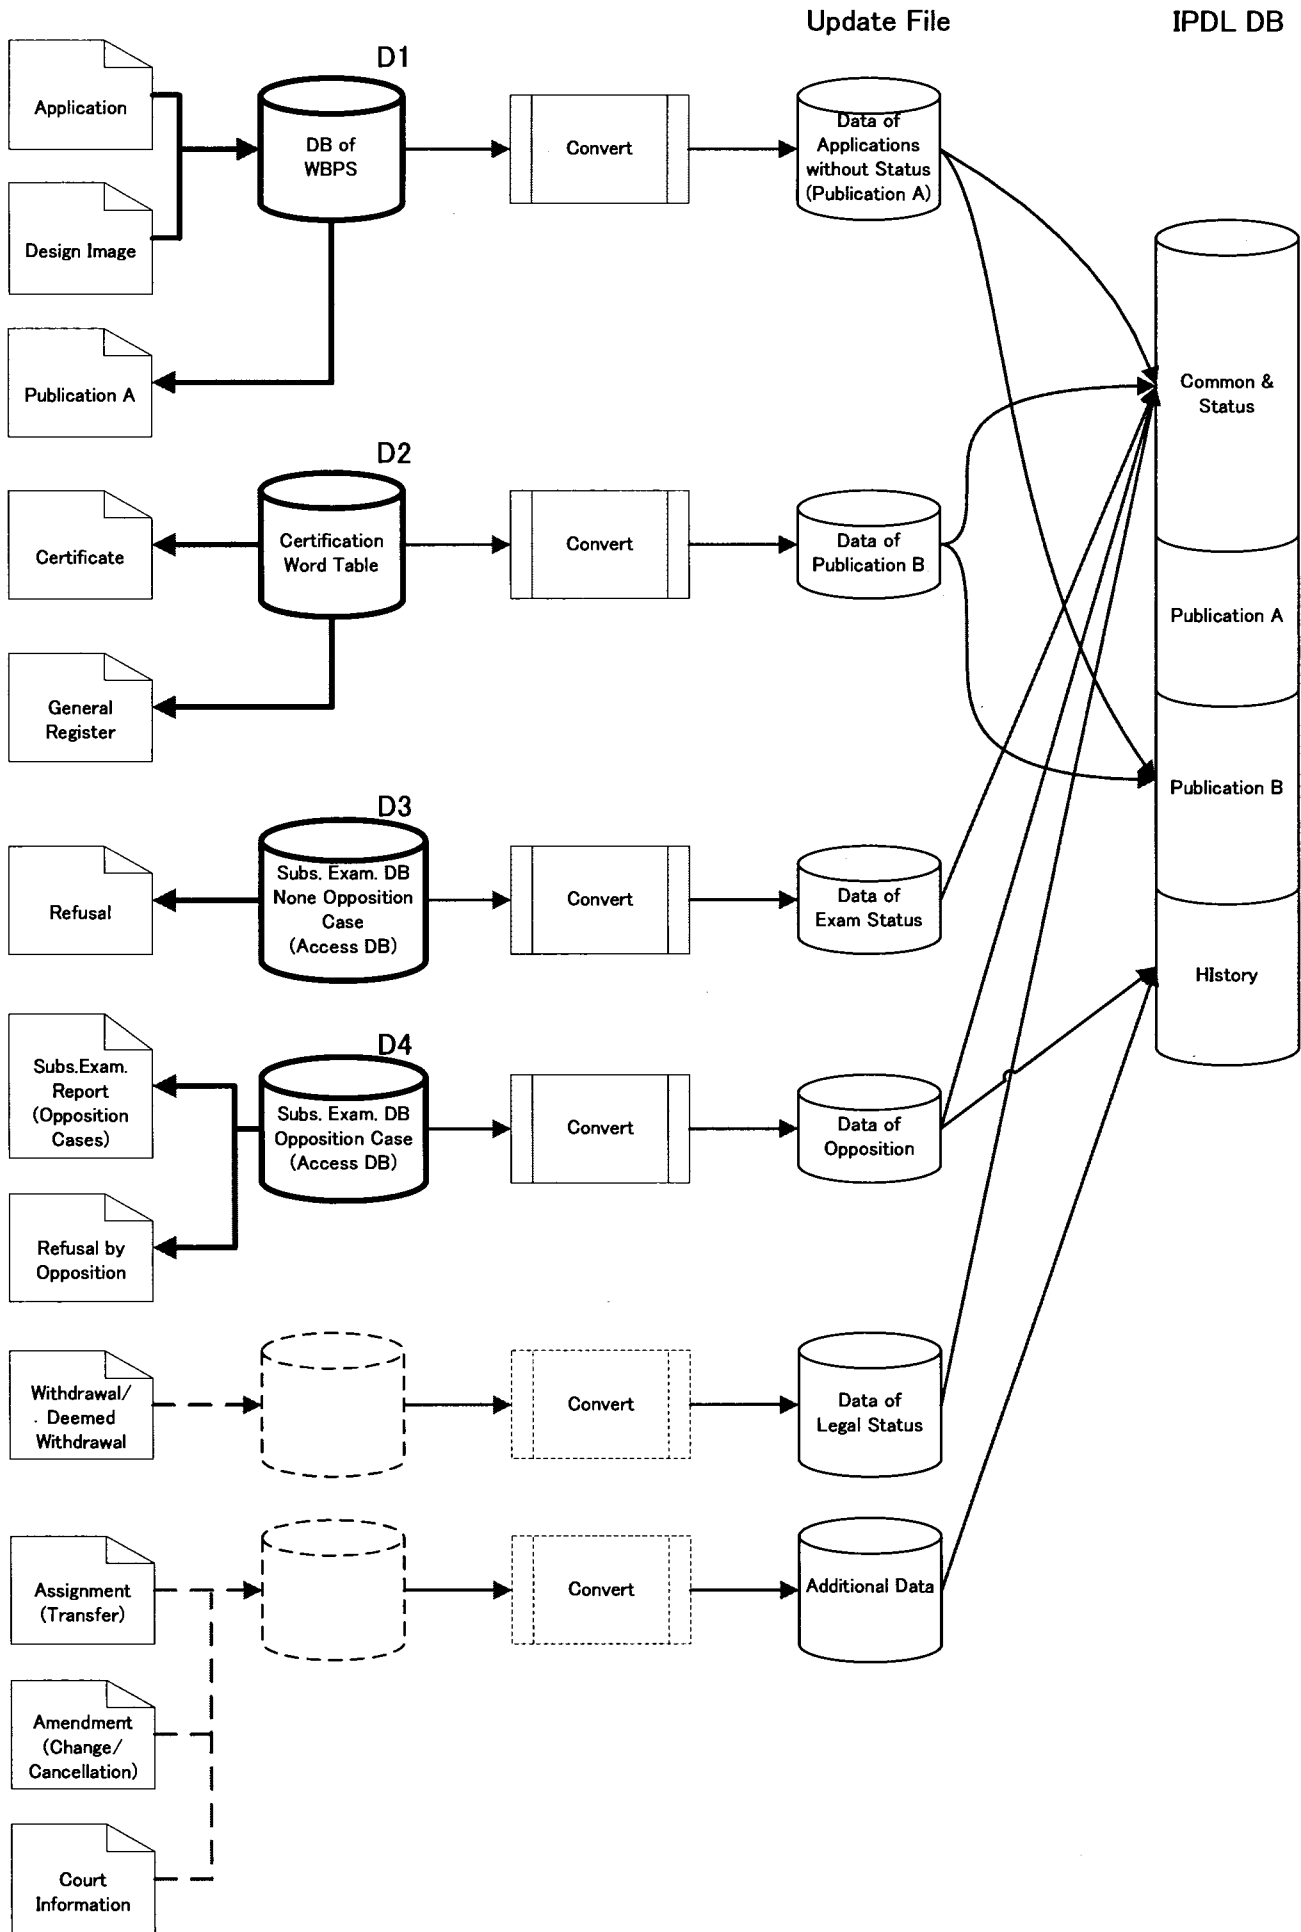 Update File
IPDL DB
D1
Application
Design Image
Publication A
DB of
WBPS
Convert
Data of
Applications
without Status
(Publication A)
D2
Certificate
General
Register
Certification
Word Table
Convert
Data of
Publication B
D3
Refusal
Subs. Exam. DB
None Opposition
Case
(Access DB)
Convert
Data of
Exam Status
D4
Subs.Exam.
Report
(Opposition
Cases)
Refusal by
Opposition
Subs. Exam. DB
Opposition Case
(Access DB)
Convert
Data of
Opposition
Withdrawal/
Deemed
Withdrawal
Convert
Data of
Legal Status
Assignment
(Transfer)
Amendment
(Change/
Cancellation)
Court
Information
Convert
Additional Data
Common &
Status
Publication A
Publication B
HIstory